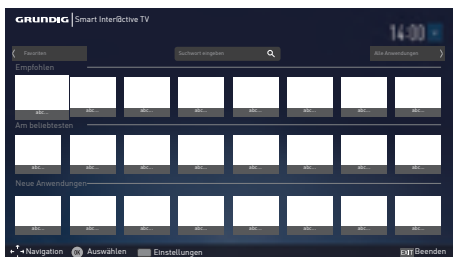 GRUNDIG Smart Inter@ctive TV
14:00
Favoriten Suchwort eingeben Alle Anwendungen
Empfohlen
abc... abc... abc... abc... abc... abc... abc... abc...
Am beliebtesten
abc... abc... abc... abc... abc... abc... abc... abc...
Neue Anwendungen
abc... abc... abc... abc... abc... abc... abc... abc...
Navigation OK Auswählen Einstellungen EXIT Beenden